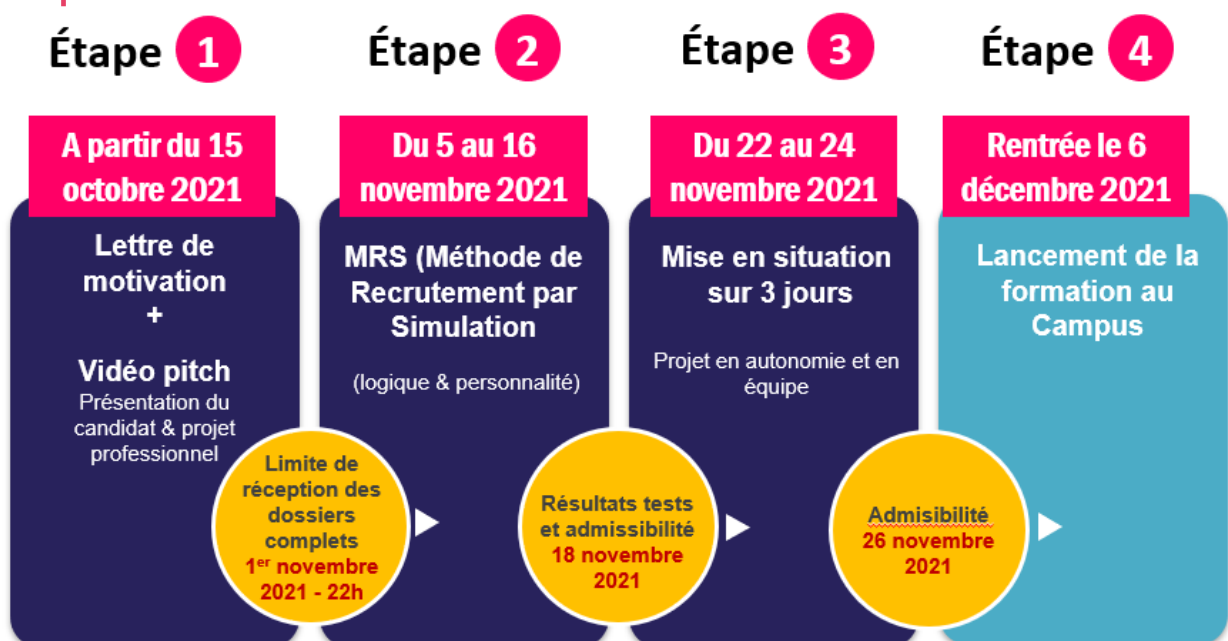 Étape 1
A partir du 15
octobre 2021
Lettre de
motivation
+
Vidéo pitch
Présentation du
candidat & projet
professionnel
Limite de
réception des
dossiers
complets
1er novembre
2021 - 22h
Étape 2
Du 5 au 16
novembre 2021
MRS (Méthode de
Recrutement par
Simulation
(logique & personnalité)
Résultats tests
et admissibilité
18 novembre
2021
Étape 3
Du 22 au 24
novembre 2021
Mise en situation
sur 3 jours
Projet en autonomie et en
équipe
Admisibilité
26 novembre
2021
Étape 4
Rentrée le 6
décembre 2021
Lancement de la
formation au
Campus